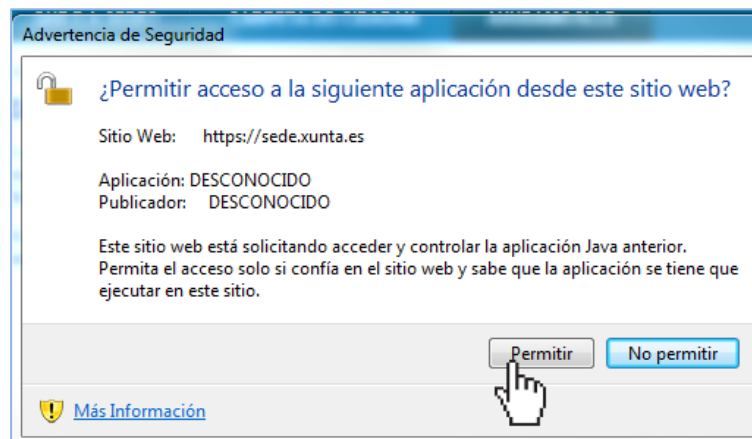 Advertencia de Seguridad
¿Permitir acceso a la siguiente aplicación desde este sitio web?
Sitio Web: https://sede.xunta.es
Aplicación: DESCONOCIDO
Publicador: DESCONOCIDO
Este sitio web está solicitando acceder y controlar la aplicación Java anterior.
Permita el acceso solo si confía en el sitio web y sabe que la aplicación se tiene que
ejecutar en este sitio.
Permitir No permitir
Más Información